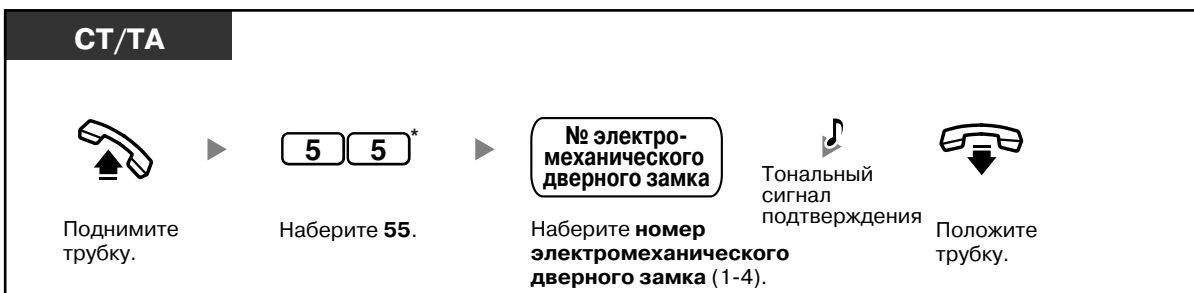 СТ/ТА
5 5*
№ электро-
механического
дверного замка
Поднимите
трубку.
Наберите 55.
Наберите номер
электромеханического
дверного замка (1-4).
Тональный
сигнал
подтверждения
Положите
трубку.